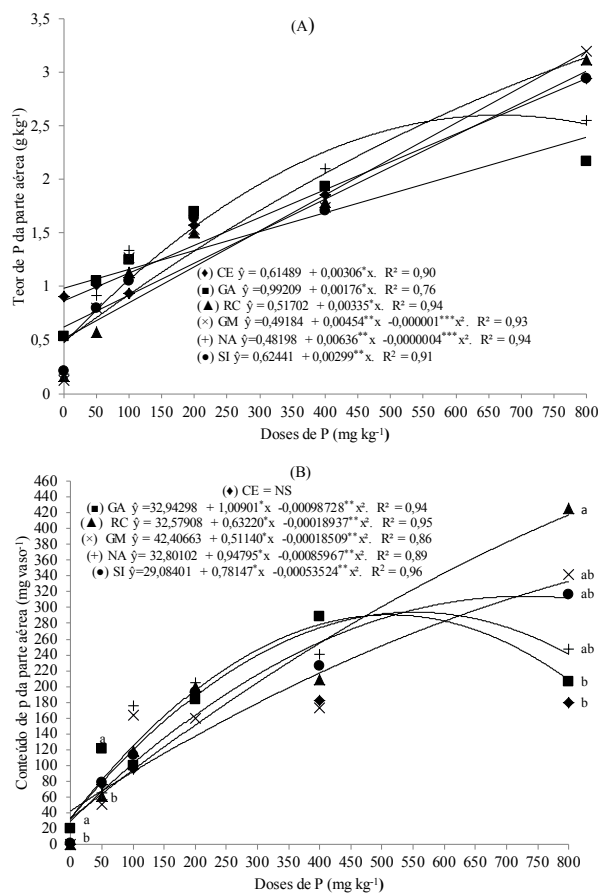 (A)
Teor de P da parte aérea (g kg-1)
3,5
3
2,5
2
1,5
1
0,5
0
(♦) CE ŷ = 0,61489 + 0,00306*x. R² = 0,90
(■) GA ŷ = 0,99209 + 0,00176*x. R² = 0,76
(▲) RC ŷ = 0,51702 + 0,00335*x. R² = 0,94
(×) GM ŷ = 0,49184 + 0,00454**x -0,000001***x². R² = 0,93
(+) NA ŷ = 0,48198 + 0,00636**x -0,0000004***x². R² = 0,94
(●) SI ŷ = 0,62441 + 0,00299**x. R² = 0,91
0 50 100 150 200 250 300 350 400 450 500 550 600 650 700 750 800
Doses de P (mg kg-1)
(B)
Conteúdo de p da parte aérea (mg vaso-1)
460
440
420
400
380
360
340
320
300
280
260
240
220
200
180
160
140
120
100
80
60
40
20
0
(♦) CE = NS
(■) GA ŷ =32,94298 + 1,00901*x -0,00098728**x². R² = 0,94
(▲) RC ŷ = 32,57908 + 0,63220*x -0,00018937**x². R² = 0,95
(×) GM ŷ = 42,40663 + 0,51140*x -0,00018509**x². R² = 0,86
(+) NA ŷ= 32,80102 + 0,94795*x -0,00085967**x². R² = 0,89
(●) SI ŷ=29,08401 + 0,78147*x -0,00053524**x². R² = 0,96
a
ab
ab
ab
b
b
a
b
a
b
0 50 100 150 200 250 300 350 400 450 500 550 600 650 700 750 800
Doses de P (mg kg-1)